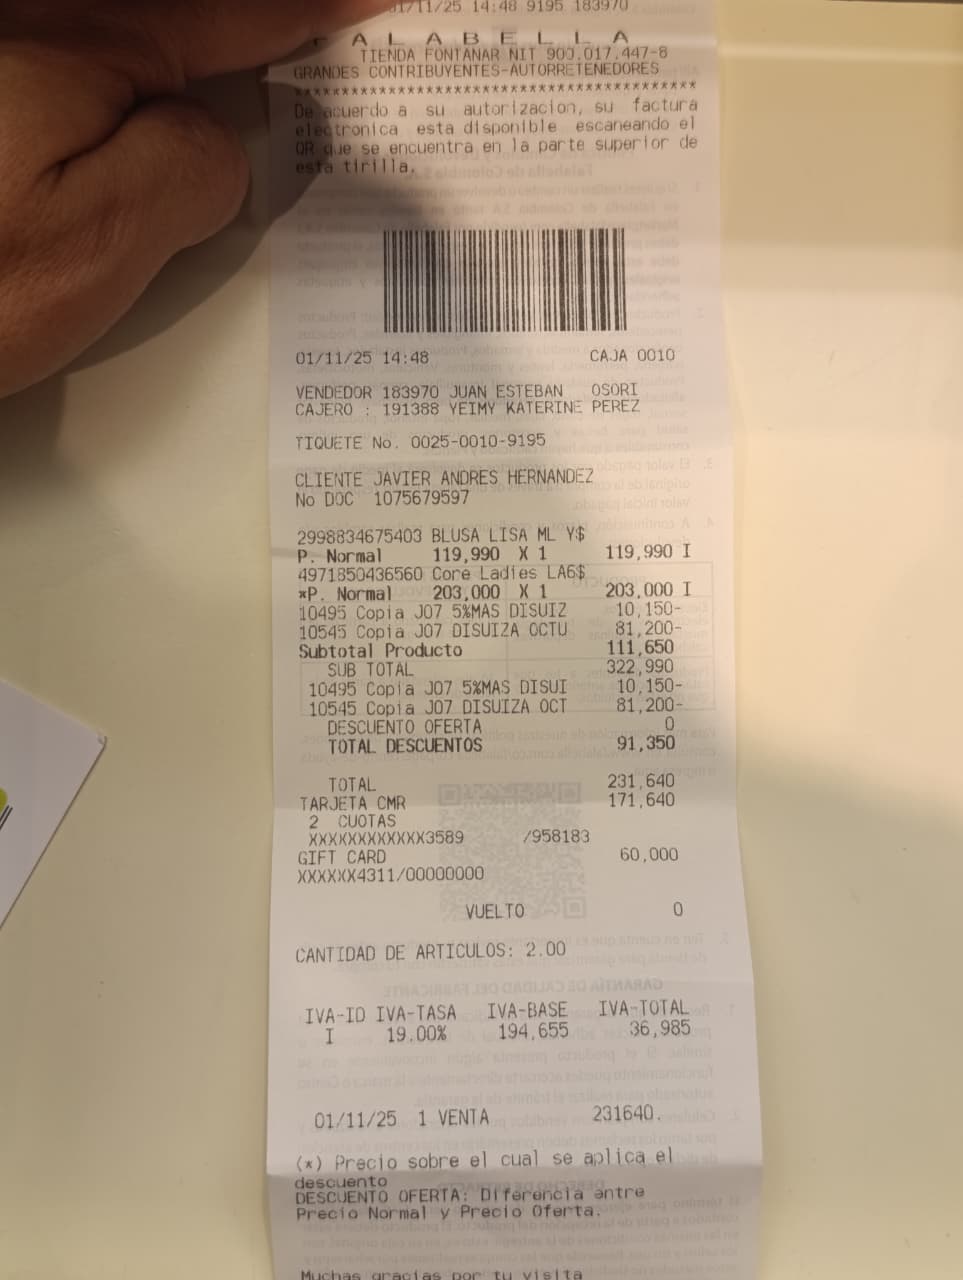 01/11/25 14:48 9195 183970
FALABELLA
TIENDA FONTANAR NIT 900.017.447-8
GRANDES CONTRIBUYENTES-AUTORRETENEDORES
******************************************
De acuerdo a su autorizacion, su factura
electronica esta disponible escaneando el
QR que se encuentra en la parte superior de
esta tirilla.
01/11/25 14:48 CAJA 0010
VENDEDOR 183970 JUAN ESTEBAN OSORI
CAJERO : 191388 YEIMY KATERINE PEREZ
TIQUETE No. 0025-0010-9195
CLIENTE JAVIER ANDRES HERNANDEZ
No DOC 1075679597
2998834675403 BLUSA LISA ML Y$
P. Normal 119,990 X 1 119,990 I
4971850436560 Core Ladies LA6$
*P. Normal 203,000 X 1 203,000 I
10495 Copia J07 5%MAS DISUIZ 10,150-
10545 Copia J07 DISUIZA OCTU 81,200-
Subtotal Producto 111,650
SUB TOTAL 322,990
10495 Copia J07 5%MAS DISUI 10,150-
10545 Copia J07 DISUIZA OCT 81,200-
DESCUENTO OFERTA 0
TOTAL DESCUENTOS 91,350
TOTAL 231,640
TARJETA CMR 171,640
2 CUOTAS
XXXXXXXXXXXX3589 /958183
GIFT CARD 60,000
XXXXXX4311/00000000
VUELTO 0
CANTIDAD DE ARTICULOS: 2.00
IVA-ID IVA-TASA IVA-BASE IVA-TOTAL
I 19.00% 194,655 36,985
01/11/25 1 VENTA 231640.
(*) Precio sobre el cual se aplica el
descuento
DESCUENTO OFERTA: Diferencia entre
Precio Normal y Precio Oferta.
Muchas gracias por tu visita